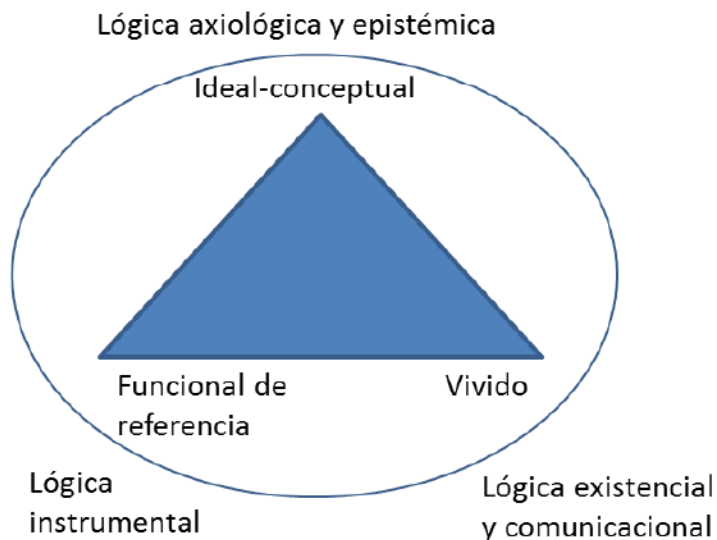 Lógica axiológica y epistémica
Ideal-conceptual
Funcional de
referencia
Vivido
Lógica
instrumental
Lógica existencial
y comunicacional